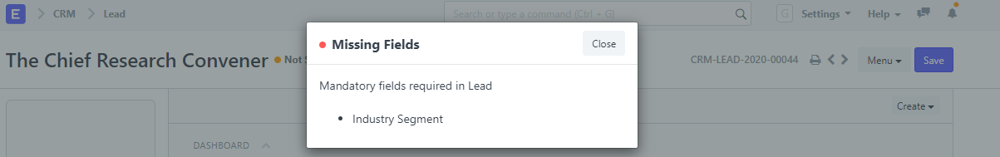 E CRM Lead Search or type a command (Ctrl + G) G Settings Help
Missing Fields Close
The Chief Research Convener Not S CRM-LEAD-2020-00044 Menu Save
Mandatory fields required in Lead
Create
• Industry Segment
DASHBOARD